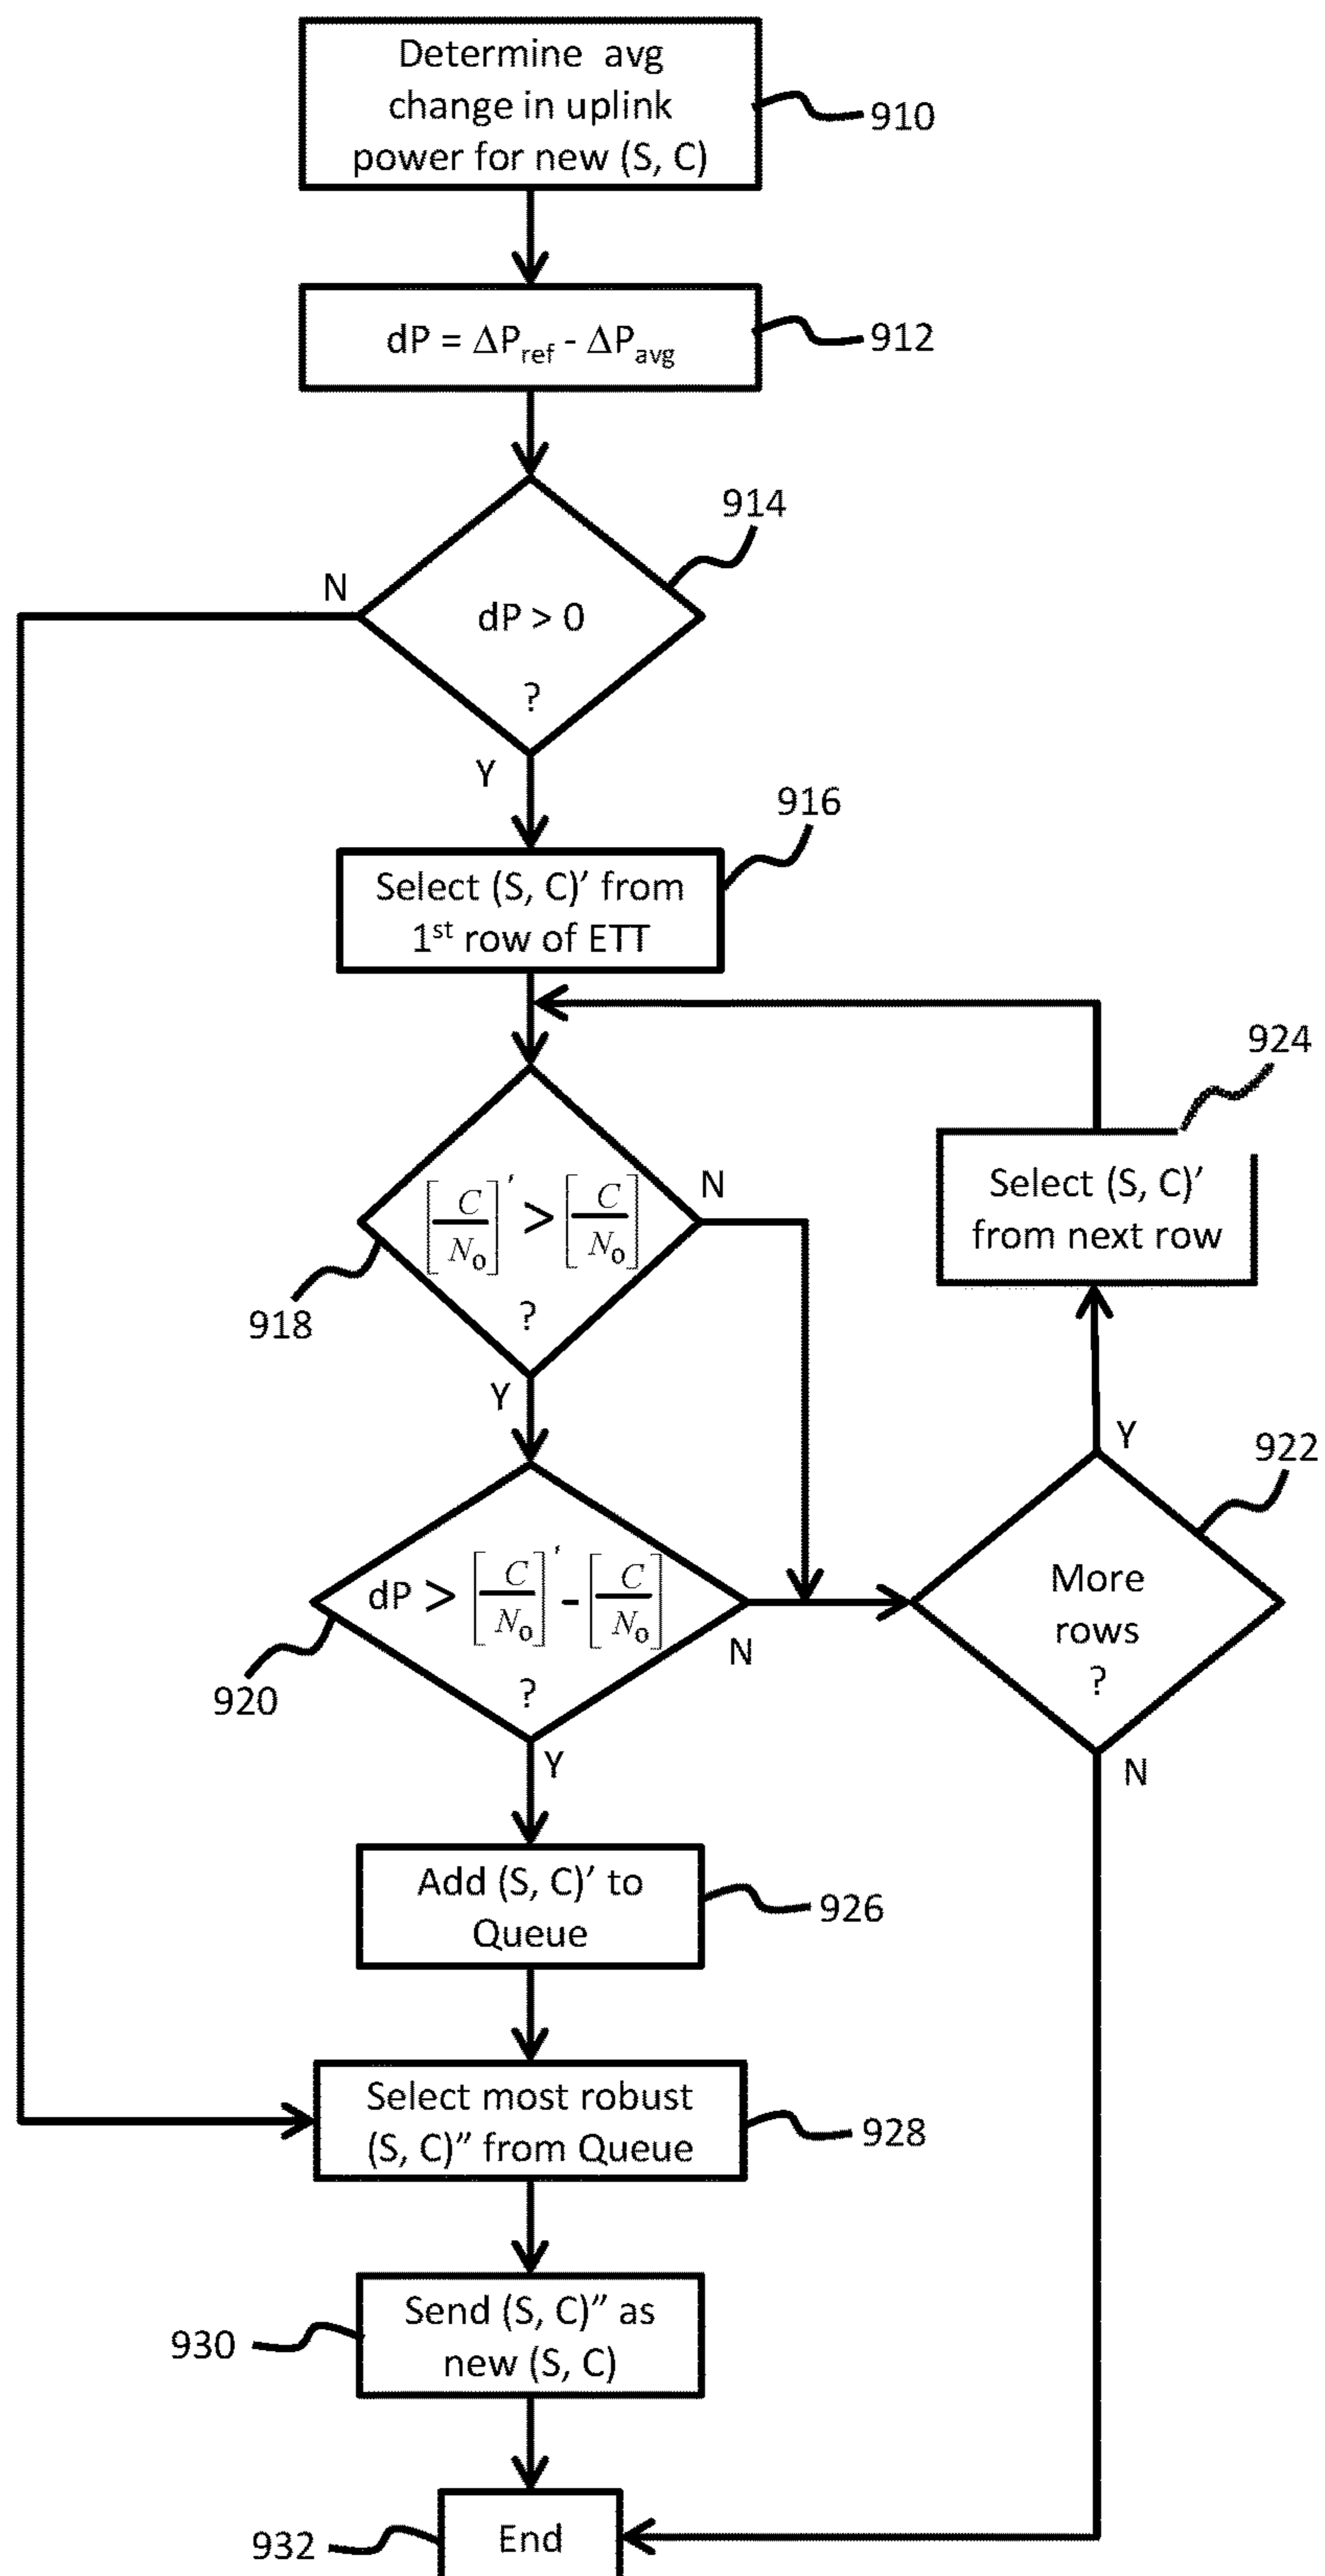 Determine avg
change in uplink
power for new (S, C)
910
dP = ΔPref - ΔPavg
912
914
N
dP > 0
?
Y
916
Select (S, C)’ from
1st row of ETT
924
Select (S, C)’
from next row
[C/N0]’ > [C/N0]
?
N
918
Y
Y
922
dP > [C/N0]’ - [C/N0]
?
N
920
More
rows
?
Y
N
Add (S, C)’ to
Queue
926
Select most robust
(S, C)” from Queue
928
Send (S, C)” as
new (S, C)
930
End
932